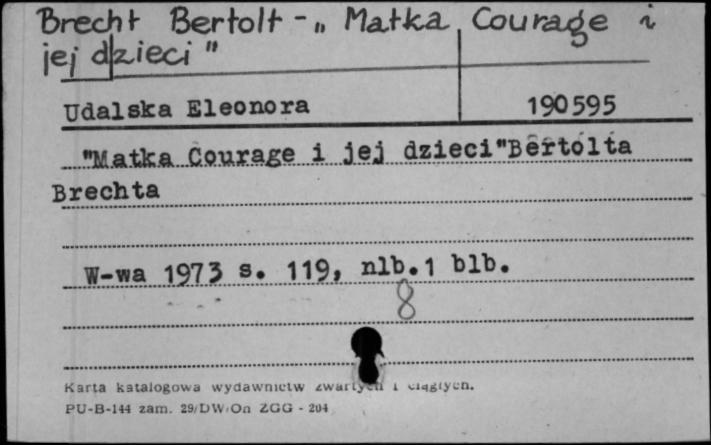 Brecht Bertolt - „Matka Courage i
jej dzieci"
Udalska Eleonora 190595
"Matka Courage i jej dzieci"Bertolta
Brechta
W-wa 1973 s. 119, nlb.1 blb.
8
Karta katalogowa wydawnictw zwartych i ciągłych.
PU-B-144 zam. 29/DW/On ZGG - 204